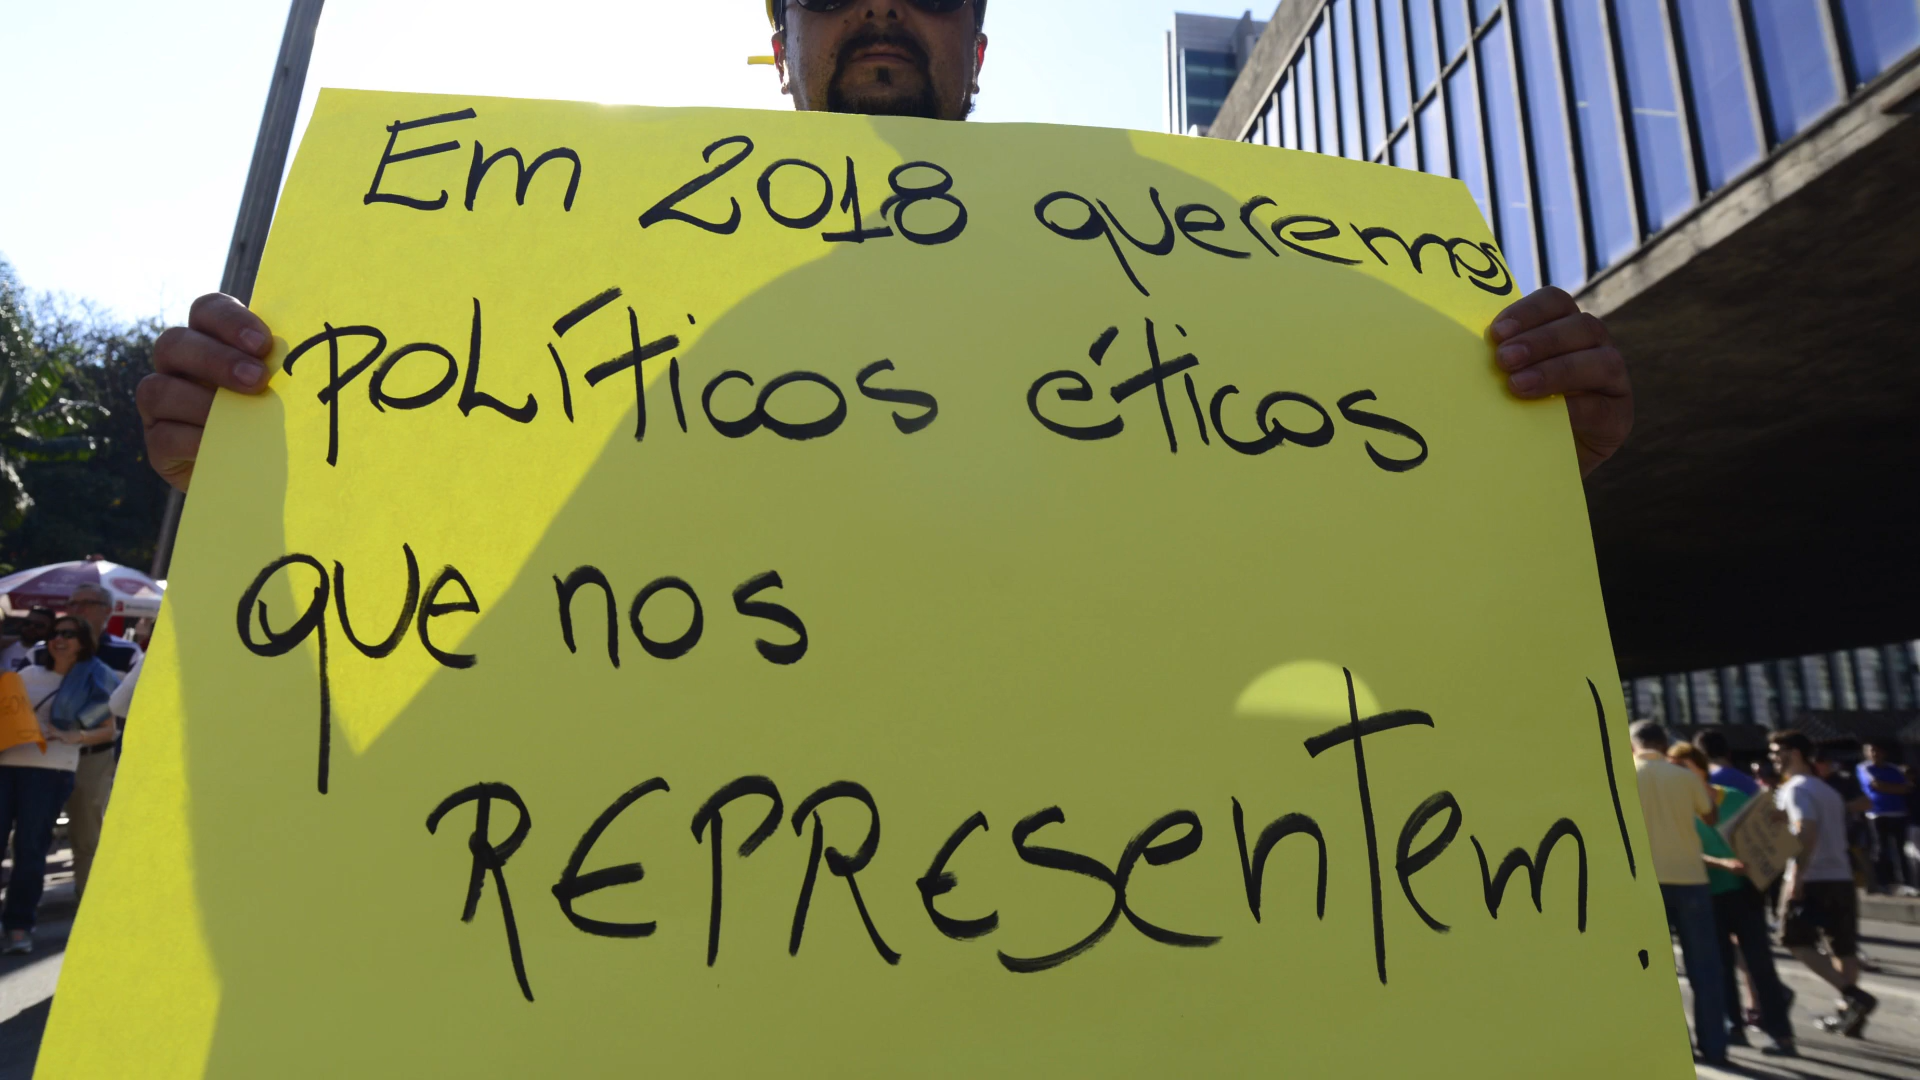 Em 2018 queremos
políticos éticos
que nos
REPREsentem!